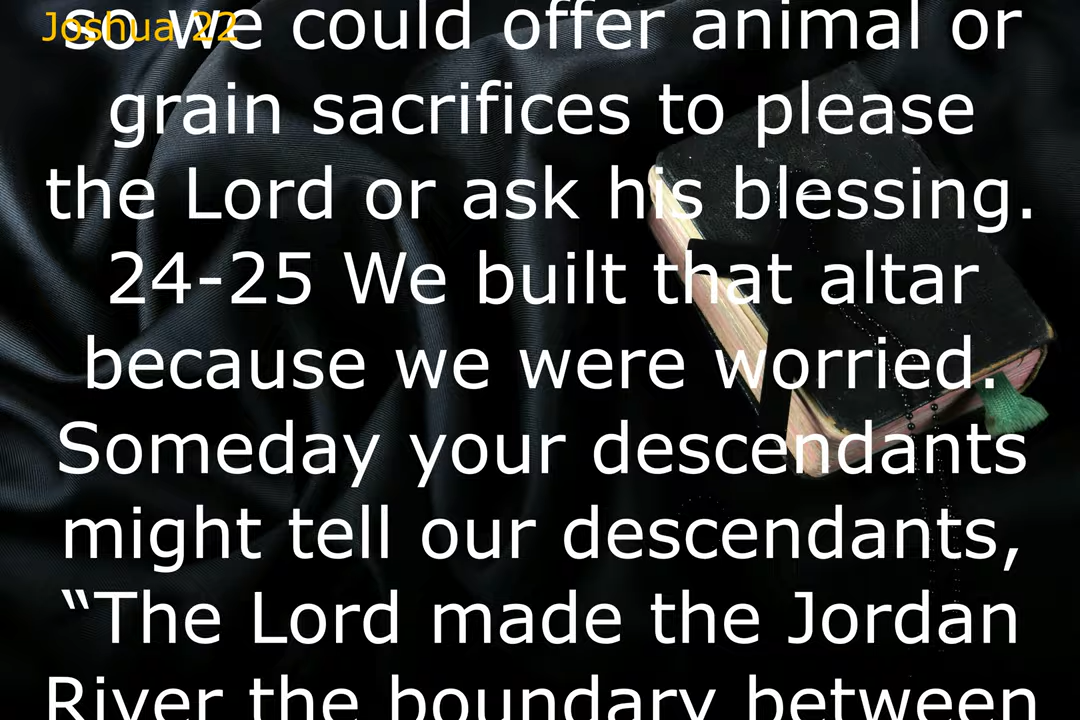 Joshua 22
so we could offer animal or
grain sacrifices to please
the Lord or ask his blessing.
24-25 We built that altar
because we were worried.
Someday your descendants
might tell our descendants,
“The Lord made the Jordan
River the boundary between